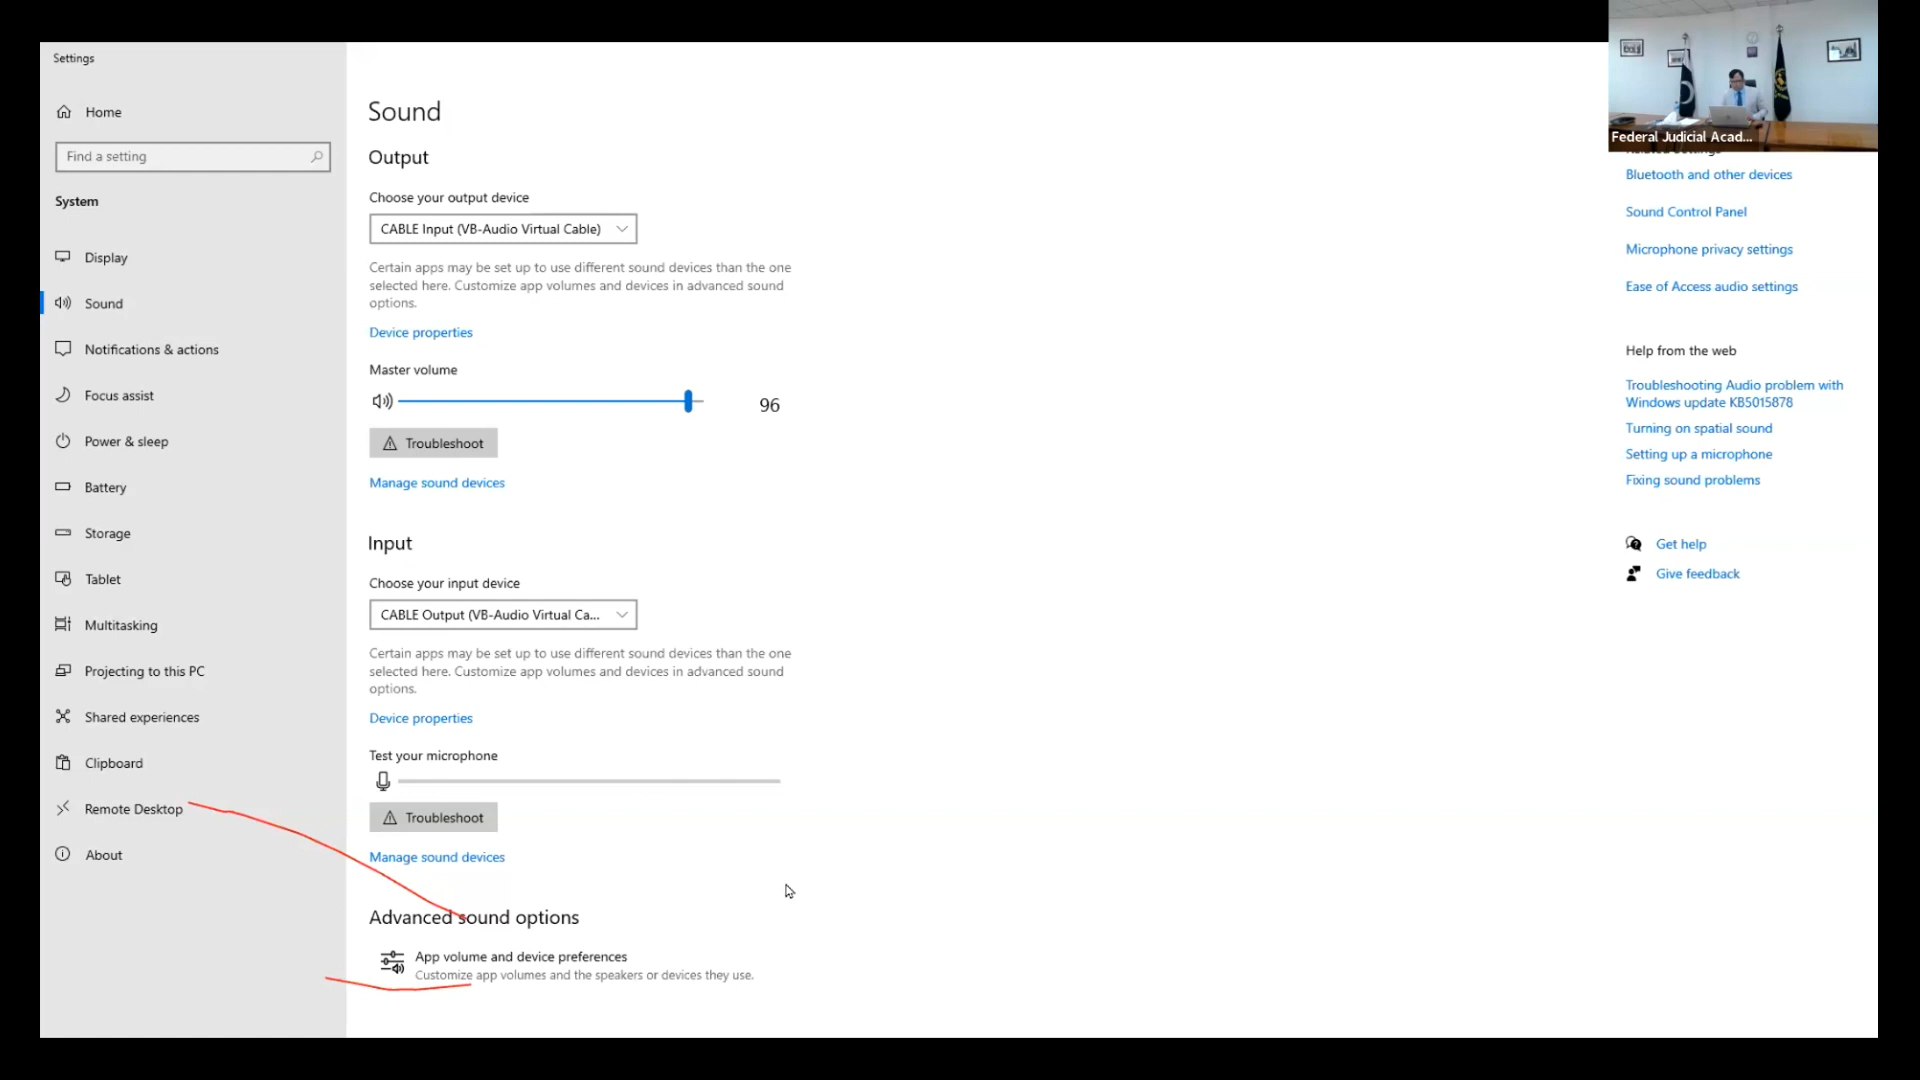 Settings
Home
Find a setting
System
Display
Sound
Notifications & actions
Focus assist
Power & sleep
Battery
Storage
Tablet
Multitasking
Projecting to this PC
Shared experiences
Clipboard
Remote Desktop
About
Sound
Output
Choose your output device
CABLE Input (VB-Audio Virtual Cable)
Certain apps may be set up to use different sound devices than the one
selected here. Customize app volumes and devices in advanced sound
options.
Device properties
Master volume
96
Troubleshoot
Manage sound devices
Input
Choose your input device
CABLE Output (VB-Audio Virtual Ca...
Certain apps may be set up to use different sound devices than the one
selected here. Customize app volumes and devices in advanced sound
options.
Device properties
Test your microphone
Troubleshoot
Manage sound devices
Advanced sound options
App volume and device preferences
Customize app volumes and the speakers or devices they use.
Federal Judicial Acad...
Related Settings
Bluetooth and other devices
Sound Control Panel
Microphone privacy settings
Ease of Access audio settings
Help from the web
Troubleshooting Audio problem with
Windows update KB5015878
Turning on spatial sound
Setting up a microphone
Fixing sound problems
Get help
Give feedback